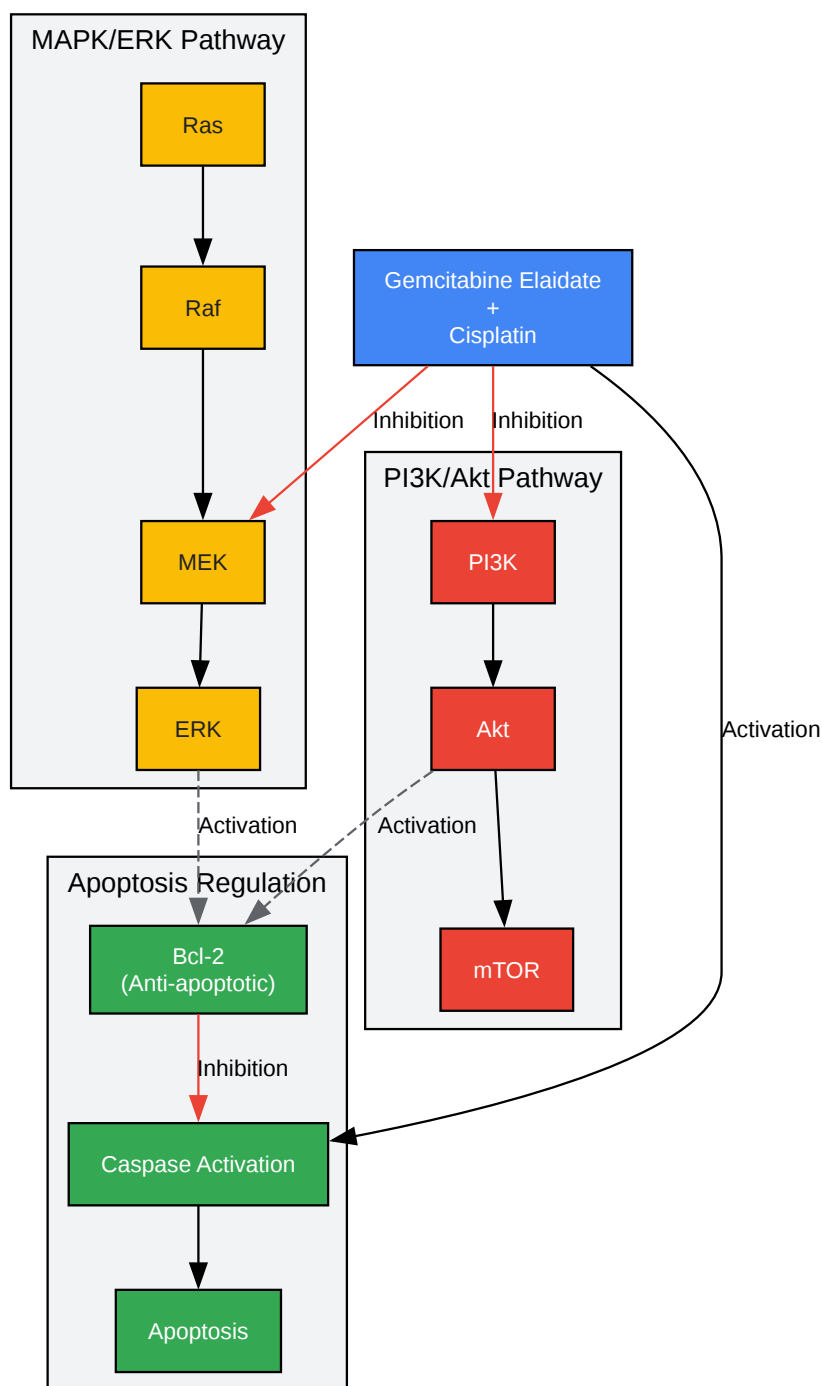 MAPK/ERK Pathway
Ras
Raf
Gemcitabine Elaidate
+
Cisplatin
Inhibition
Inhibition
PI3K/Akt Pathway
MEK
PI3K
ERK
Akt
Activation
Activation
Activation
Apoptosis Regulation
Bcl-2
(Anti-apoptotic)
mTOR
Inhibition
Caspase Activation
Apoptosis